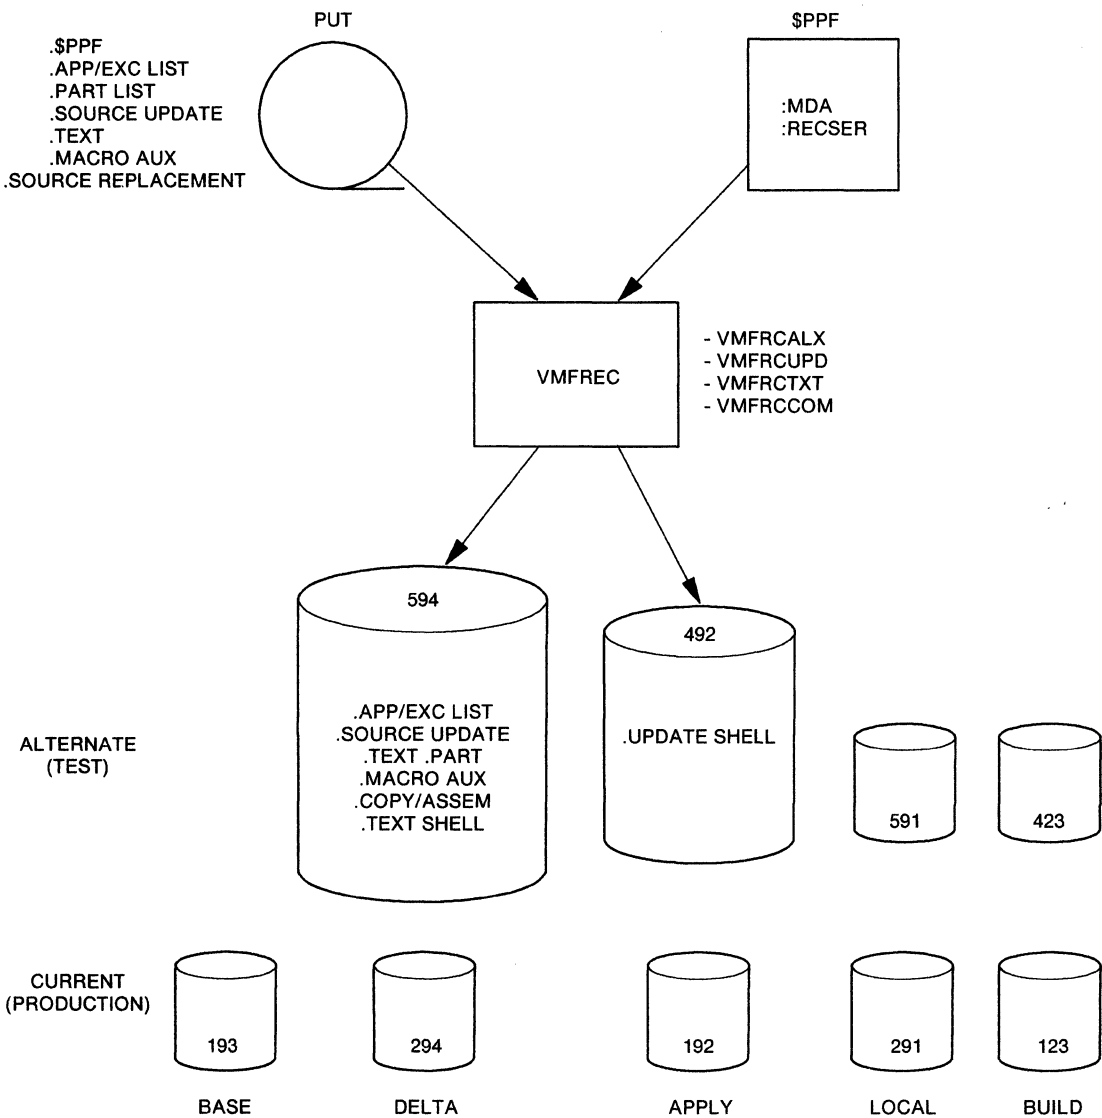 PUT
.$PPF
.APP/EXC LIST
.PART LIST
.SOURCE UPDATE
.TEXT
.MACRO AUX
.SOURCE REPLACEMENT
$PPF
:MDA
:RECSER
VMFREC
- VMFRCALX
- VMFRCUPD
- VMFRCTXT
- VMFRCCOM
594
.APP/EXC LIST
.SOURCE UPDATE
.TEXT .PART
.MACRO AUX
.COPY/ASSEM
.TEXT SHELL
492
.UPDATE SHELL
ALTERNATE
(TEST)
591
423
CURRENT
(PRODUCTION)
193
294
192
291
123
BASE
DELTA
APPLY
LOCAL
BUILD